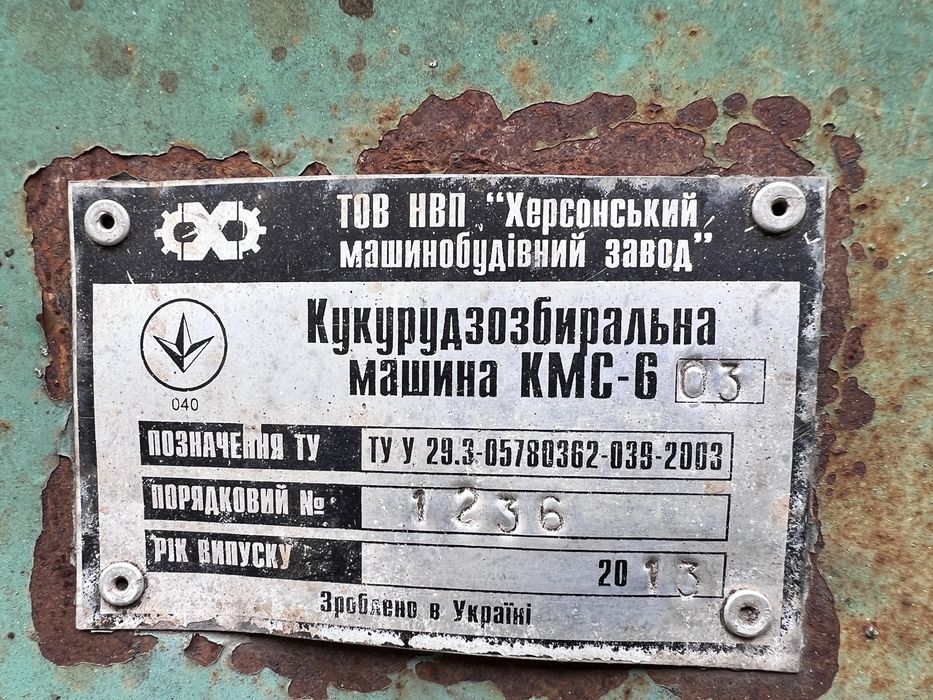 ТОВ НВП "Херсонський
машинобудівний завод"
Кукурудзозбиральна
машина КМС-6 03
040
ПОЗНАЧЕННЯ ТУ ТУ У 29.3-05780362-039-2003
ПОРЯДКОВИЙ № 1236
РІК ВИПУСКУ 2013
Зроблено в Україні